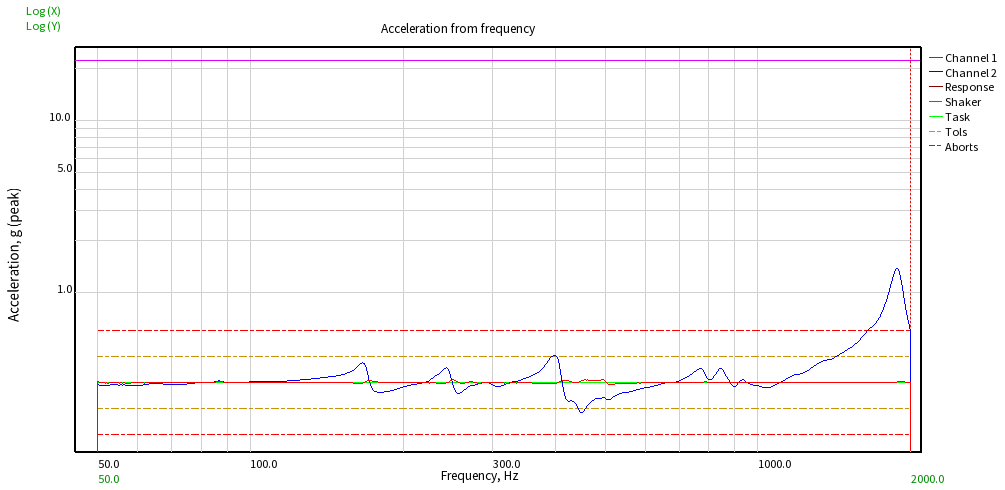 Log (X)
Log (Y)
Acceleration from frequency
Channel 1
Channel 2
Response
Shaker
Task
Tols
Aborts
10.0
5.0
1.0
Acceleration, g (peak)
50.0 100.0 300.0 1000.0
Frequency, Hz
50.0 2000.0